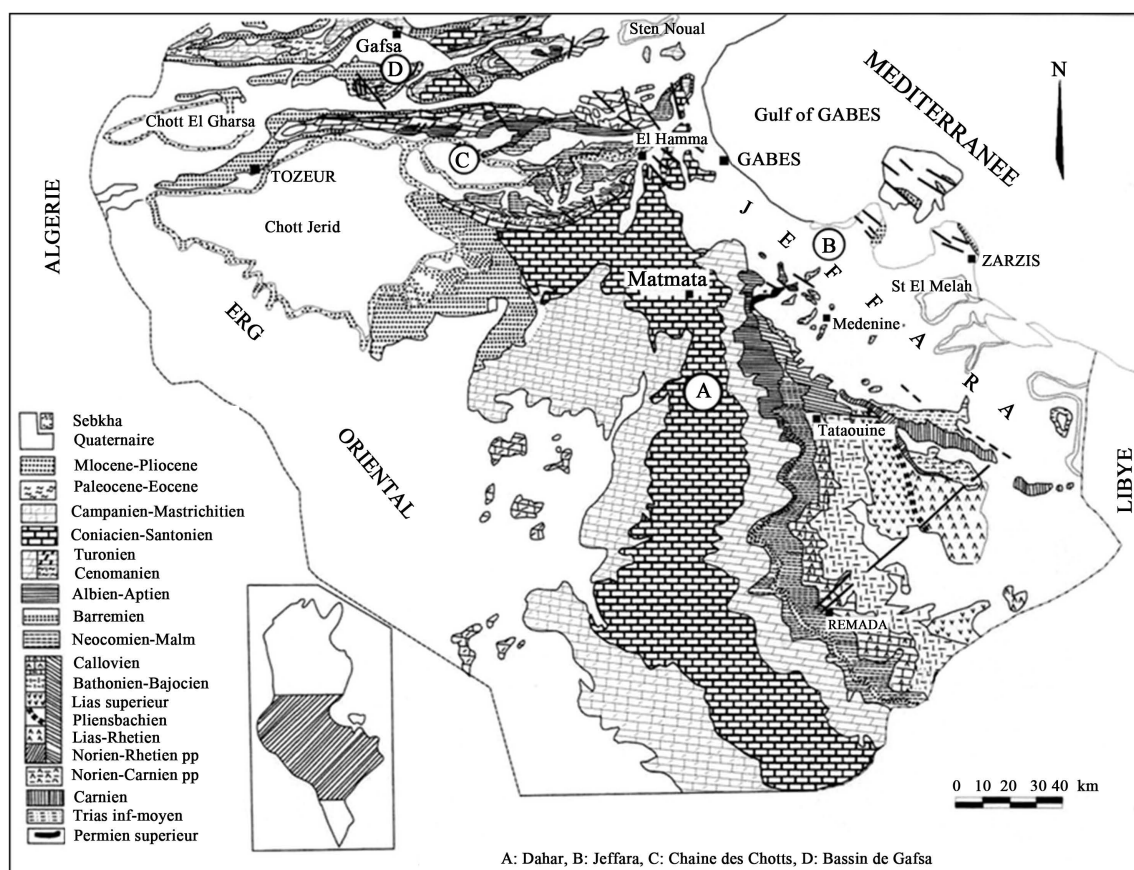 Sten Noual
Gafsa
D
MEDITERRANEE
N
Chott El Gharsa
Gulf of GABES
El Hamma
C
GABES
ALGERIE
TOZEUR
Chott Jerid
JEFFARA
B
ZARZIS
St El Melah
Matmata
ERG
Medenine
A
Tataouine
ORIENTAL
LIBYE
REMADA
Sebkha
Quaternaire
Mlocene-Pliocene
Paleocene-Eocene
Campanien-Mastrichitien
Coniacien-Santonien
Turonien
Cenomanien
Albien-Aptien
Barremien
Neocomien-Malm
Callovien
Bathonien-Bajocien
Lias superieur
Pliensbachien
Lias-Rhetien
Norien-Rhetien pp
Norien-Carnien pp
Carnien
Trias inf-moyen
Permien superieur
0 10 20 30 40 km
A: Dahar, B: Jeffara, C: Chaine des Chotts, D: Bassin de Gafsa